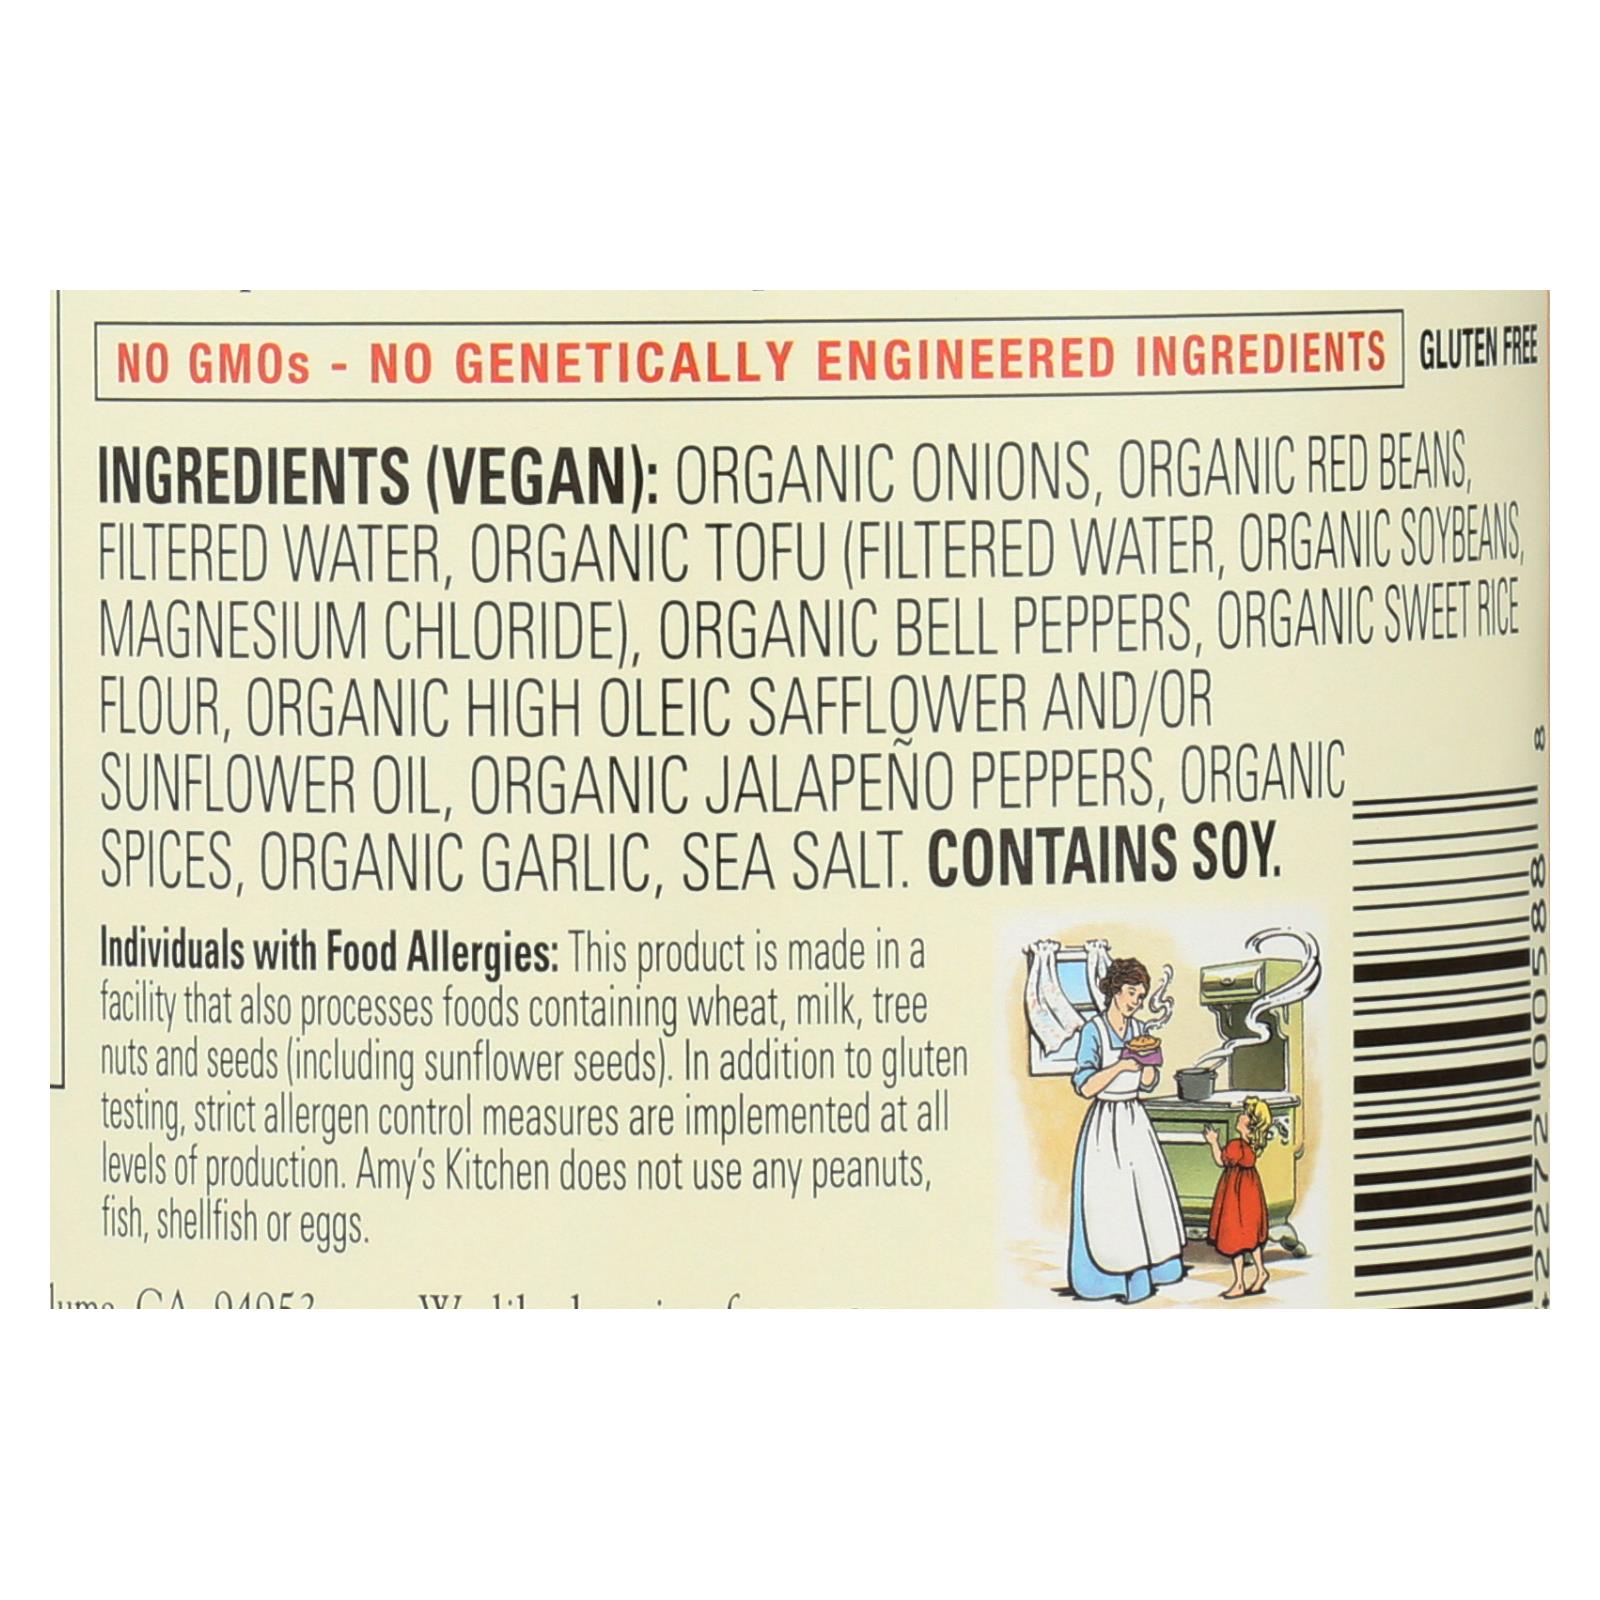 NO GMOs - NO GENETICALLY ENGINEERED INGREDIENTS
GLUTEN FREE
INGREDIENTS (VEGAN): ORGANIC ONIONS, ORGANIC RED BEANS,
FILTERED WATER, ORGANIC TOFU (FILTERED WATER, ORGANIC SOYBEANS,
MAGNESIUM CHLORIDE), ORGANIC BELL PEPPERS, ORGANIC SWEET RICE
FLOUR, ORGANIC HIGH OLEIC SAFFLOWER AND/OR
SUNFLOWER OIL, ORGANIC JALAPEÑO PEPPERS, ORGANIC
SPICES, ORGANIC GARLIC, SEA SALT. CONTAINS SOY.
Individuals with Food Allergies: This product is made in a
facility that also processes foods containing wheat, milk, tree
nuts and seeds (including sunflower seeds). In addition to gluten
testing, strict allergen control measures are implemented at all
levels of production. Amy's Kitchen does not use any peanuts,
fish, shellfish or eggs.
CA
42272 00588 8